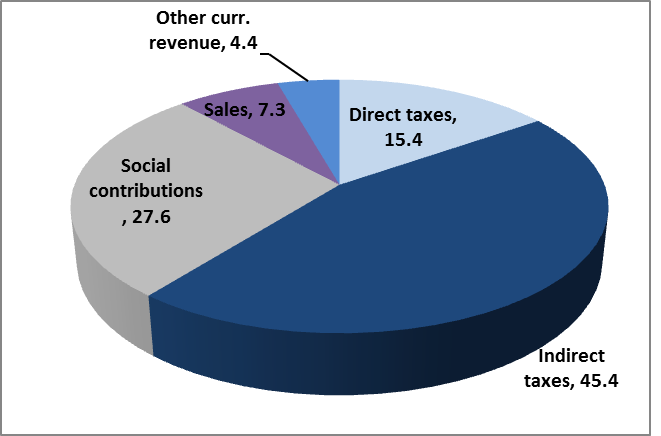 Other curr.
revenue, 4.4
Sales, 7.3
Direct taxes,
15.4
Social
contributions
, 27.6
Indirect
taxes, 45.4